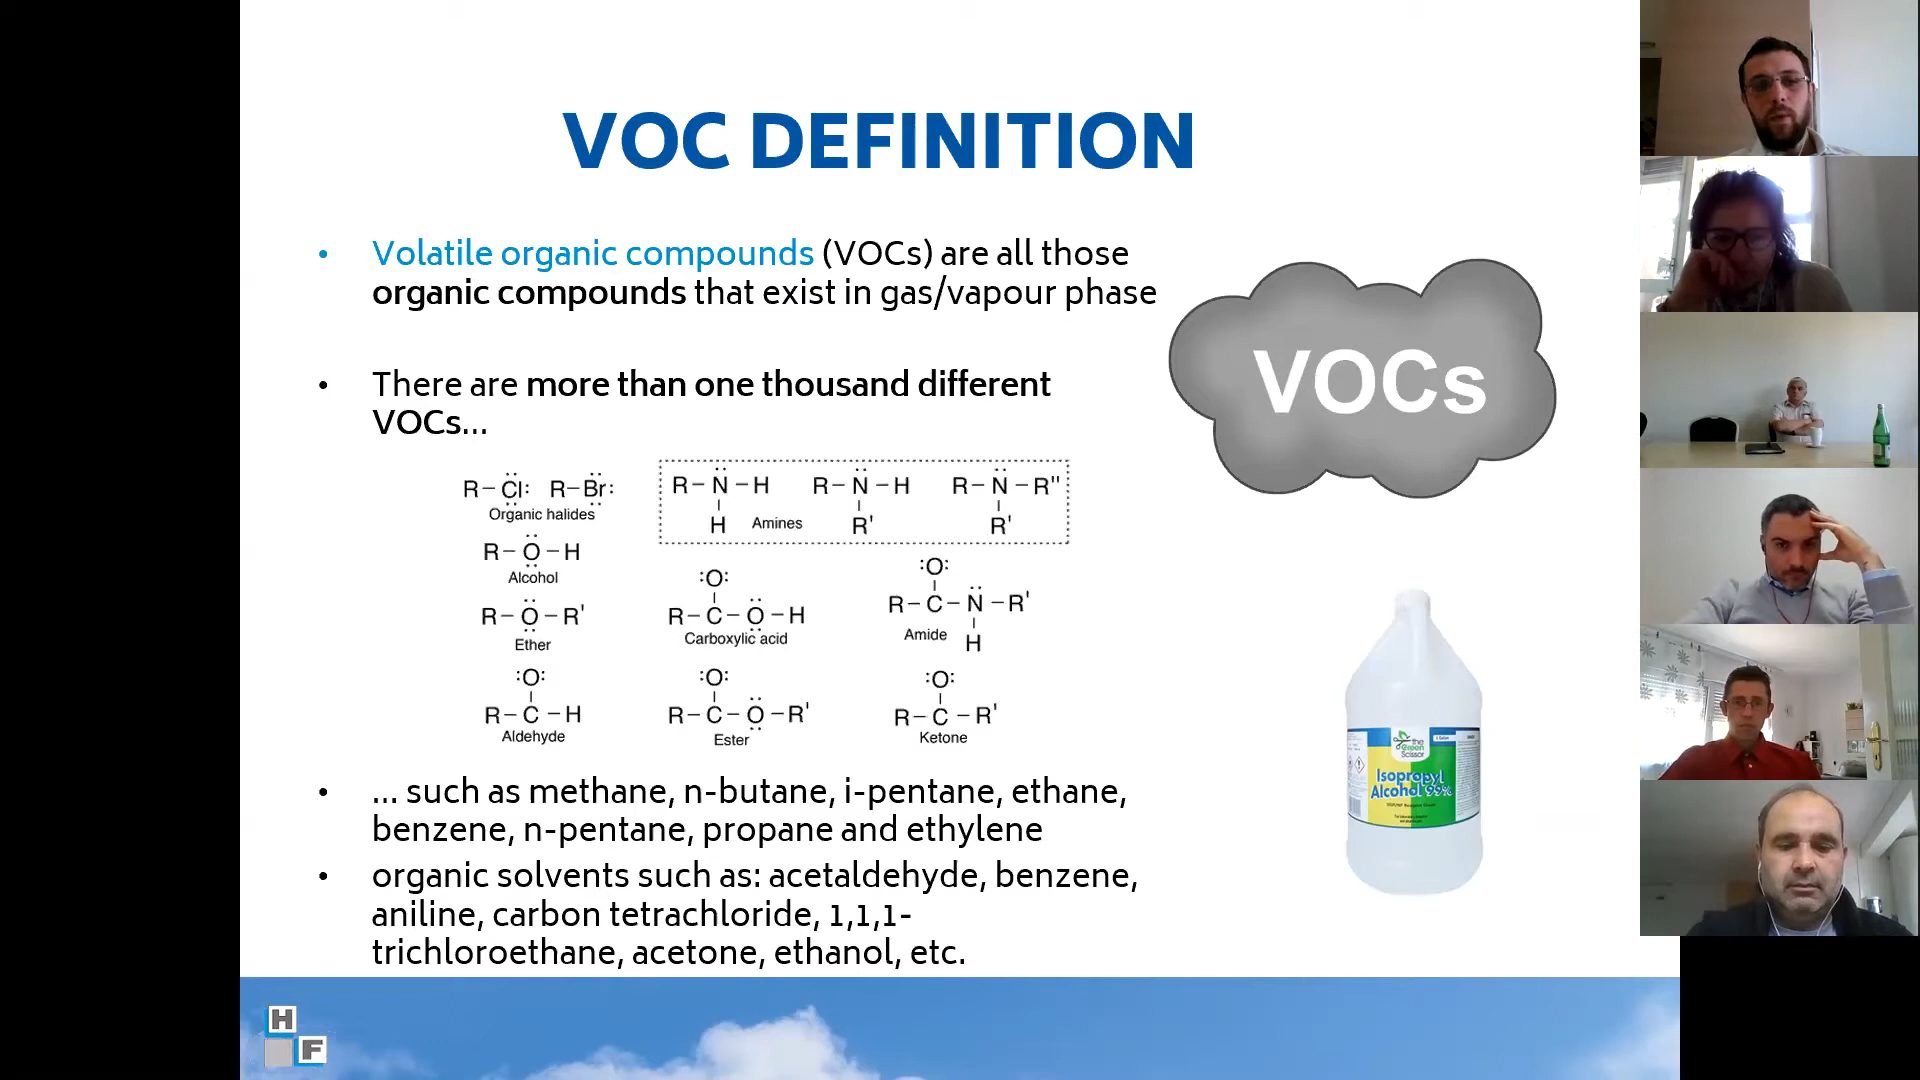 VOC DEFINITION
• Volatile organic compounds (VOCs) are all those
organic compounds that exist in gas/vapour phase
• There are more than one thousand different
VOCs...
VOCs
R–Cl: R–Br:
Organic halides
R–N–H
H
R–N–H
R'
R–N–R"
R'
Amines
R–O–H
Alcohol
R–O–R'
Ether
:O:
R–C–O–H
Carboxylic acid
:O:
R–C–N–R'
H
Amide
:O:
R–C–H
Aldehyde
:O:
R–C–O–R'
Ester
:O:
R–C–R'
Ketone
• ... such as methane, n-butane, i-pentane, ethane,
benzene, n-pentane, propane and ethylene
• organic solvents such as: acetaldehyde, benzene,
aniline, carbon tetrachloride, 1,1,1-
trichloroethane, acetone, ethanol, etc.
the
Green
Scissor
Isopropyl
Alcohol 99%
H
F